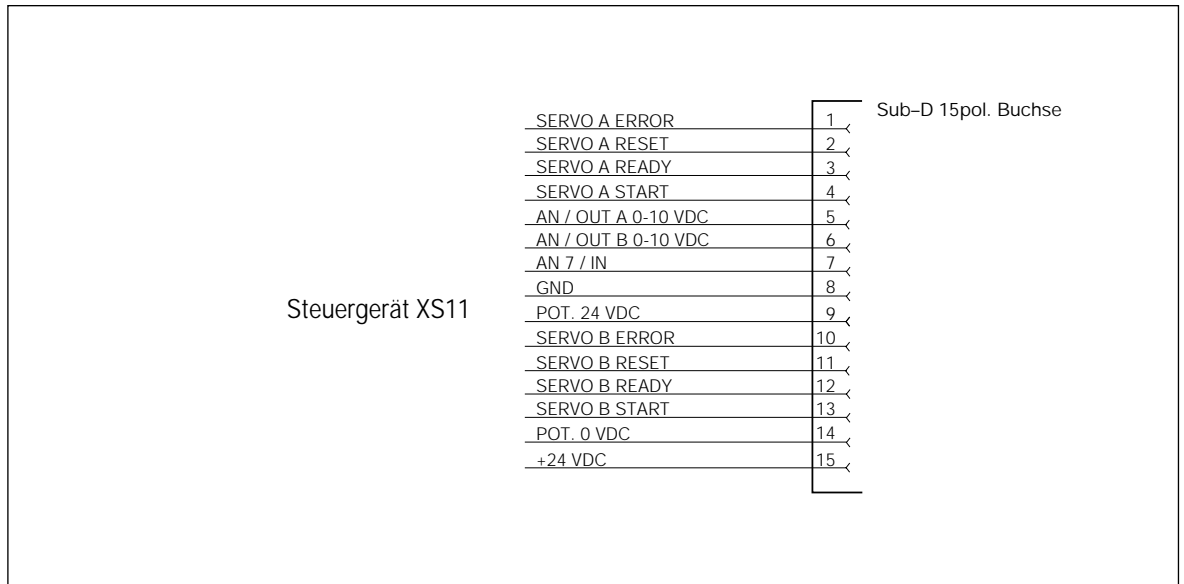 Sub–D 15pol. Buchse
SERVO A ERROR 1
SERVO A RESET 2
SERVO A READY 3
SERVO A START 4
AN / OUT A 0-10 VDC 5
AN / OUT B 0-10 VDC 6
AN 7 / IN 7
GND 8
Steuergerät XS11
POT. 24 VDC 9
SERVO B ERROR 10
SERVO B RESET 11
SERVO B READY 12
SERVO B START 13
POT. 0 VDC 14
+24 VDC 15